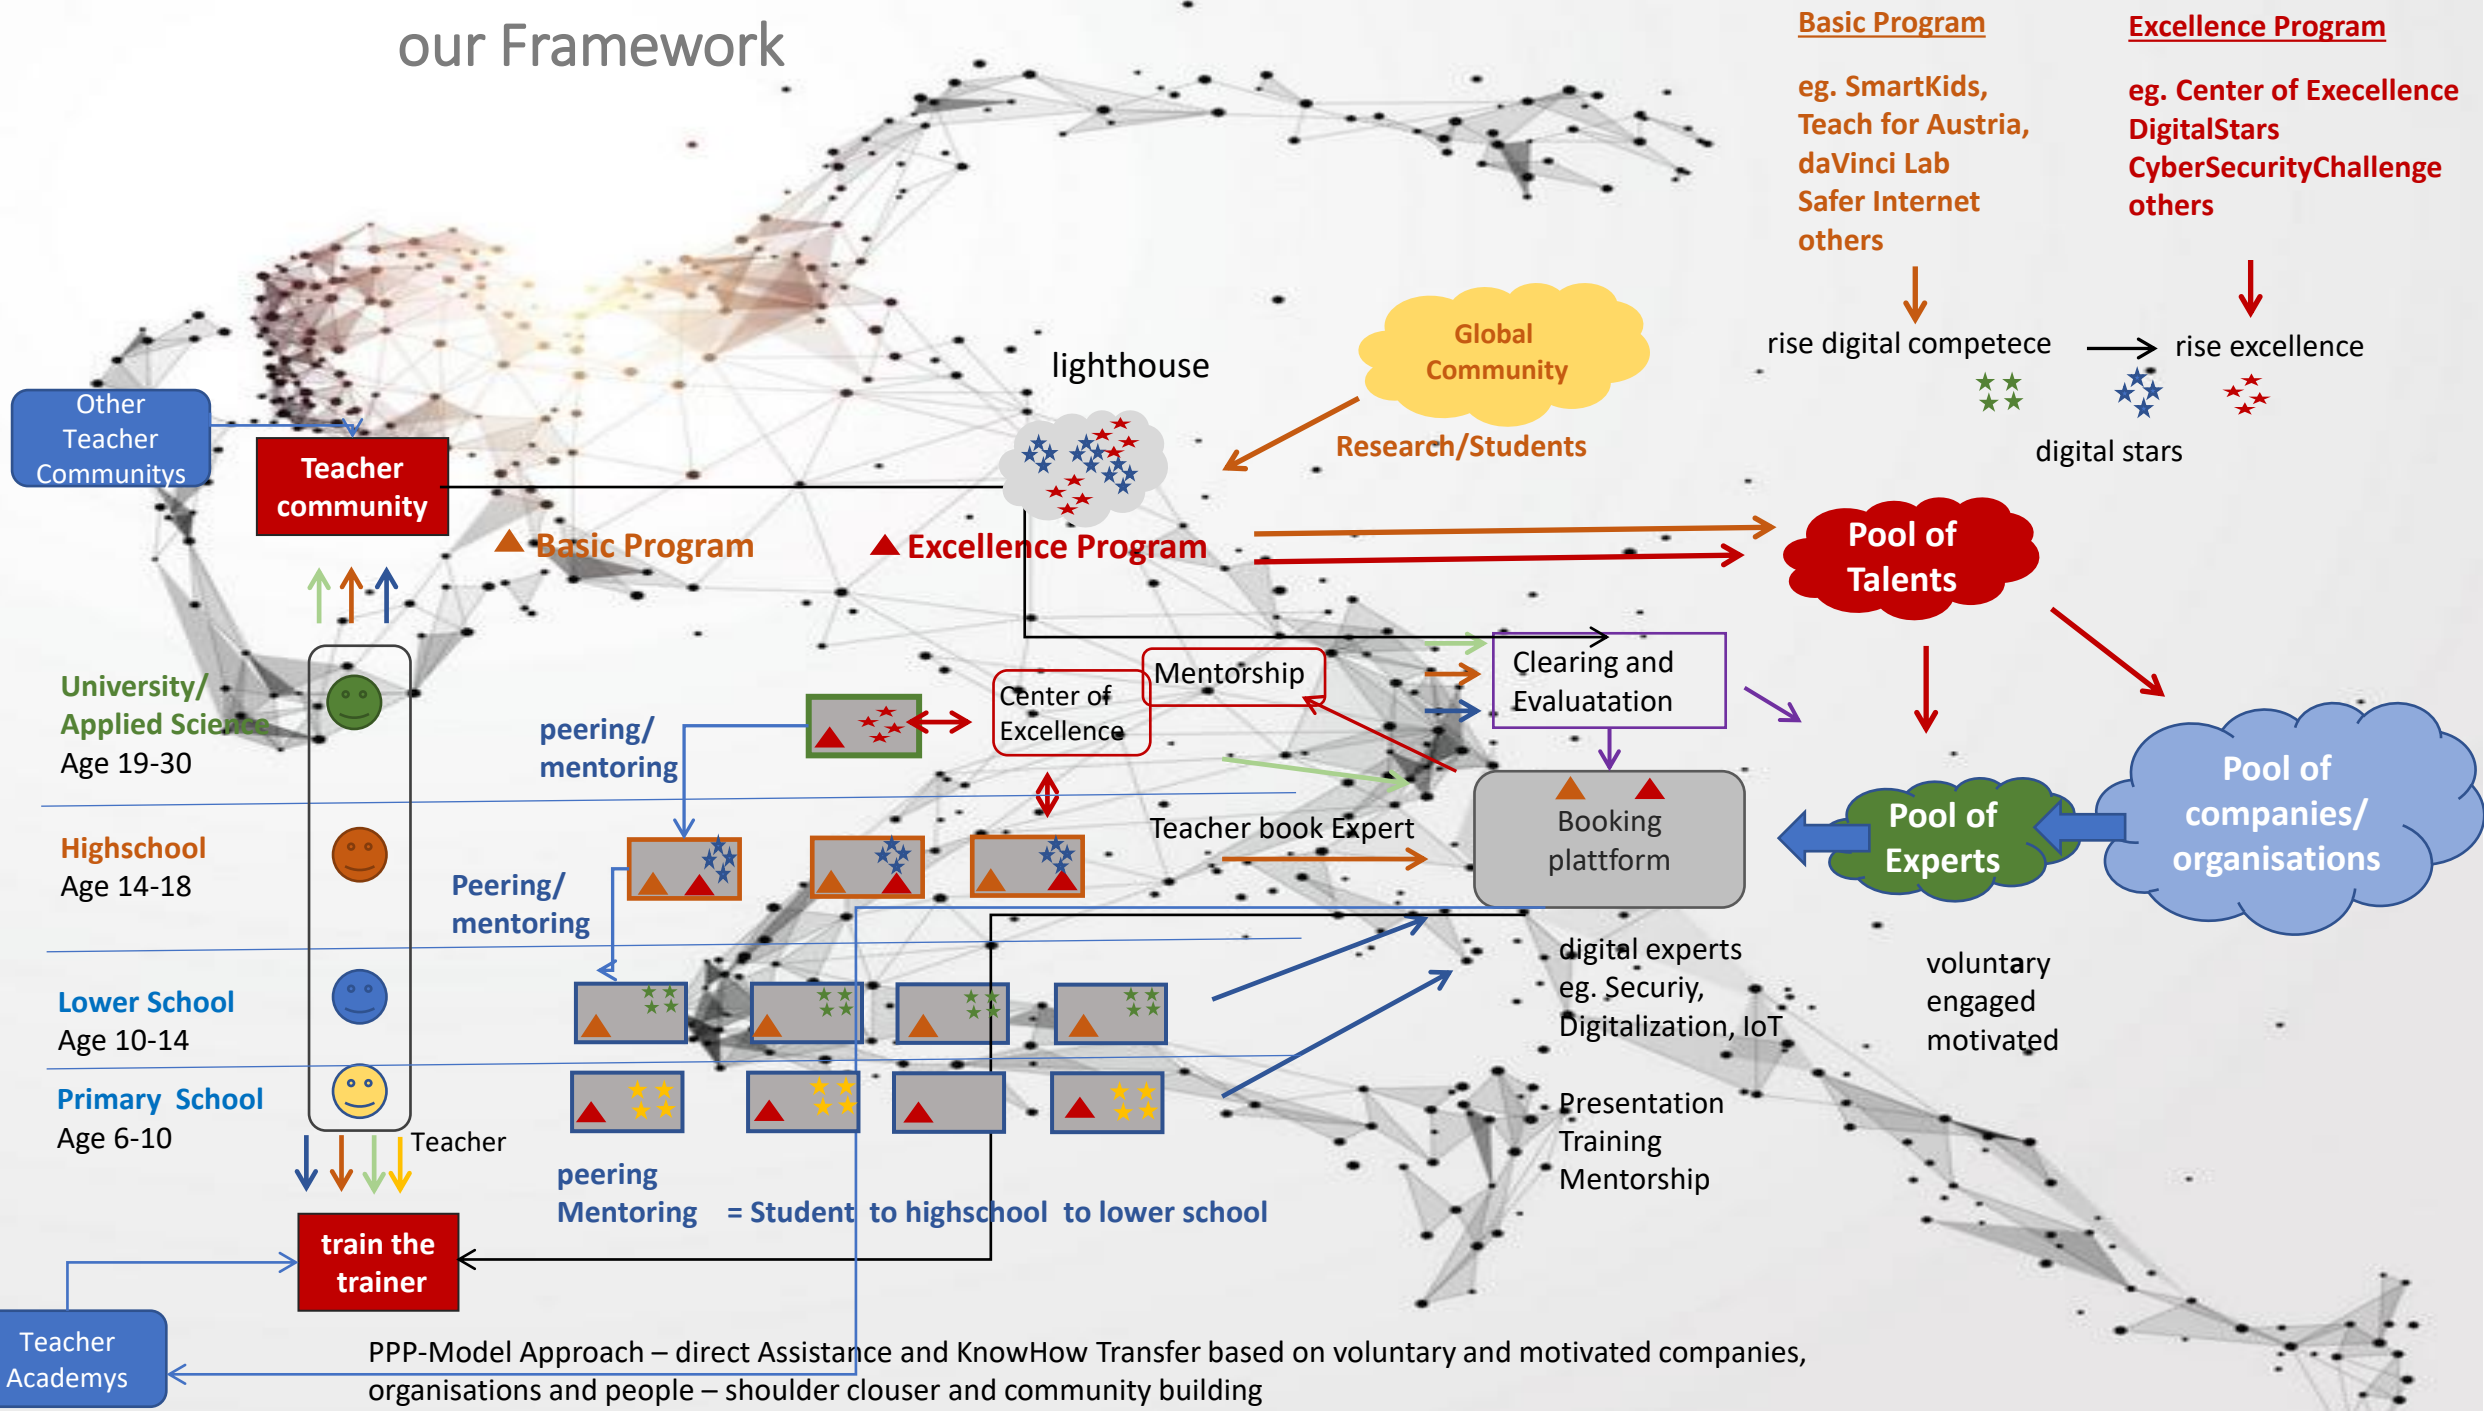 our Framework
Basic Program
eg. SmartKids,
Teach for Austria,
daVinci Lab
Safer Internet
others
Excellence Program
eg. Center of Execellence
DigitalStars
CyberSecurityChallenge
others
rise digital competece
rise excellence
digital stars
Global
Community
Research/Students
lighthouse
Other
Teacher
Communitys
Teacher
community
Basic Program
Excellence Program
Pool of
Talents
University/
Applied Science
Age 19-30
peering/
mentoring
Center of
Excellence
Mentorship
Clearing and
Evaluatation
Highschool
Age 14-18
Peering/
mentoring
Teacher book Expert
Booking
plattform
Pool of
Experts
Pool of
companies/
organisations
Lower School
Age 10-14
digital experts
eg. Securiy,
Digitalization, IoT
voluntary
engaged
motivated
Primary School
Age 6-10
Teacher
Presentation
Training
Mentorship
peering
Mentoring = Student to highschool to lower school
train the
trainer
Teacher
Academys
PPP-Model Approach – direct Assistance and KnowHow Transfer based on voluntary and motivated companies,
organisations and people – shoulder clouser and community building